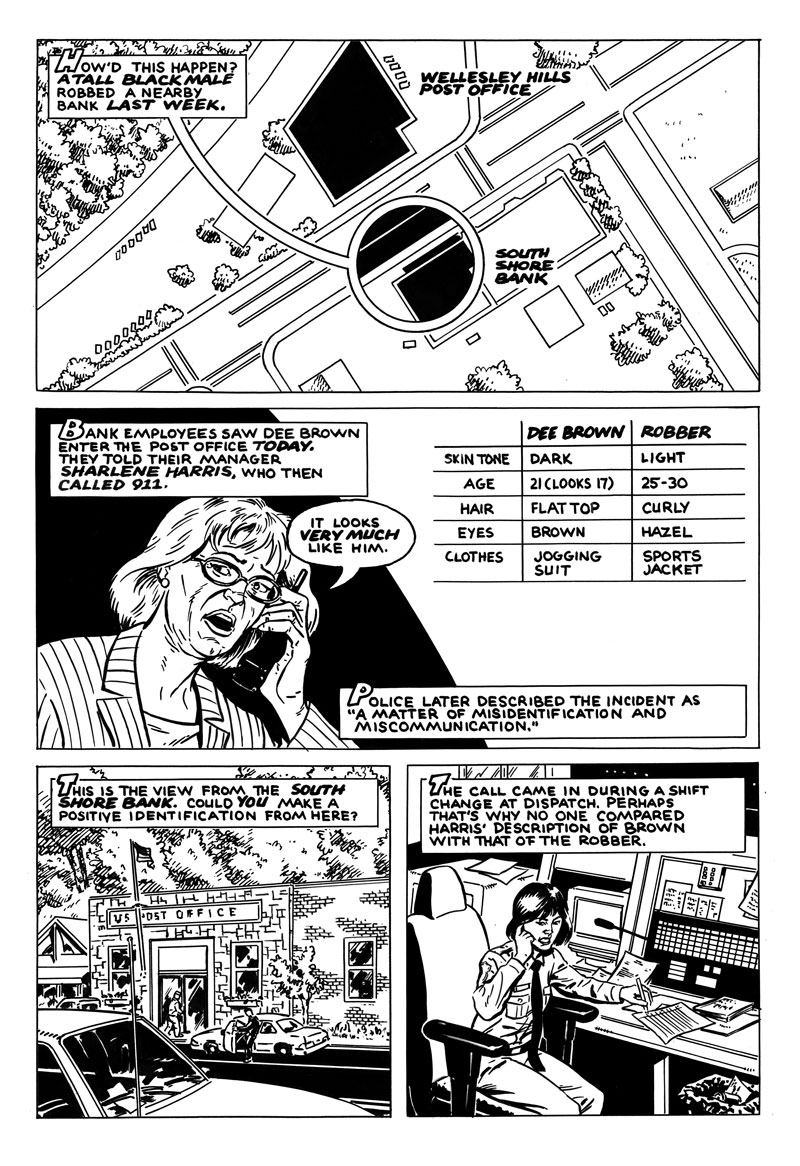 HOW'D THIS HAPPEN?
A TALL BLACK MALE
ROBBED A NEARBY
BANK LAST WEEK.
WELLESLEY HILLS
POST OFFICE
SOUTH
SHORE
BANK
BANK EMPLOYEES SAW DEE BROWN
ENTER THE POST OFFICE TODAY.
THEY TOLD THEIR MANAGER
SHARLENE HARRIS, WHO THEN
CALLED 911.
IT LOOKS
VERY MUCH
LIKE HIM.
DEE BROWN ROBBER
SKIN TONE DARK LIGHT
AGE 21 (LOOKS 17) 25-30
HAIR FLAT TOP CURLY
EYES BROWN HAZEL
CLOTHES JOGGING SPORTS
SUIT JACKET
POLICE LATER DESCRIBED THE INCIDENT AS
"A MATTER OF MISIDENTIFICATION AND
MISCOMMUNICATION."
THIS IS THE VIEW FROM THE SOUTH
SHORE BANK. COULD YOU MAKE A
POSITIVE IDENTIFICATION FROM HERE?
US POST OFFICE
THE CALL CAME IN DURING A SHIFT
CHANGE AT DISPATCH. PERHAPS
THAT'S WHY NO ONE COMPARED
HARRIS' DESCRIPTION OF BROWN
WITH THAT OF THE ROBBER.